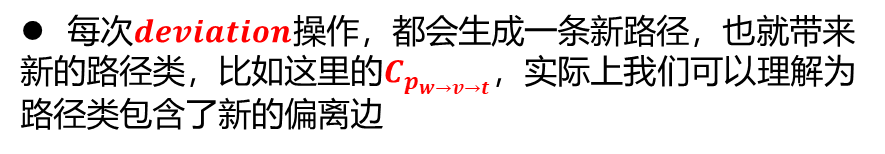 ● 每次deviation操作，都会生成一条新路径，也就带来
新的路径类，比如这里的C_{p_{w→v→t}}，实际上我们可以理解为
路径类包含了新的偏离边